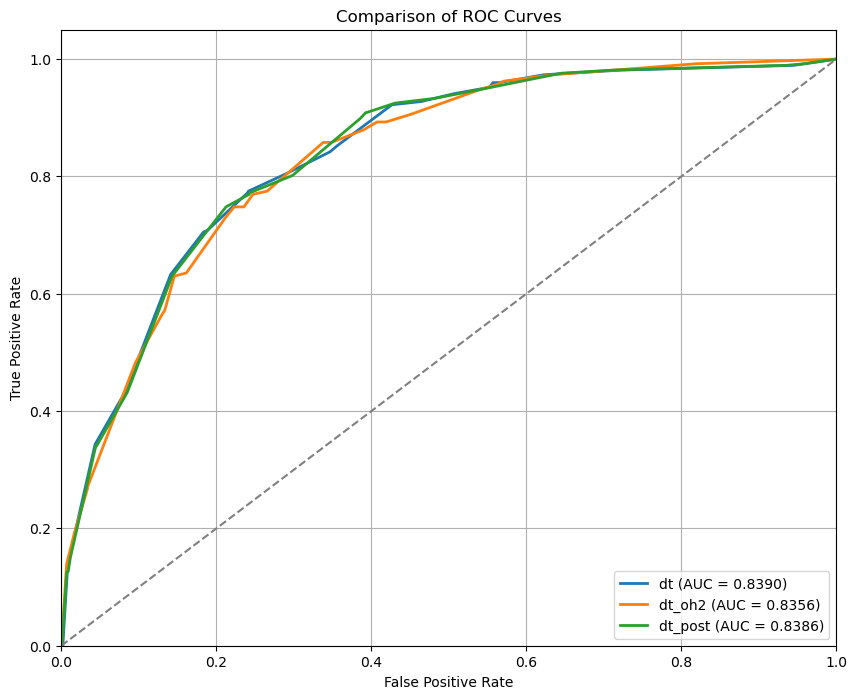 Comparison of ROC Curves
True Positive Rate
1.0
0.8
0.6
0.4
0.2
0.0
dt (AUC = 0.8390)
dt_oh2 (AUC = 0.8356)
dt_post (AUC = 0.8386)
0.0 0.2 0.4 0.6 0.8 1.0
False Positive Rate